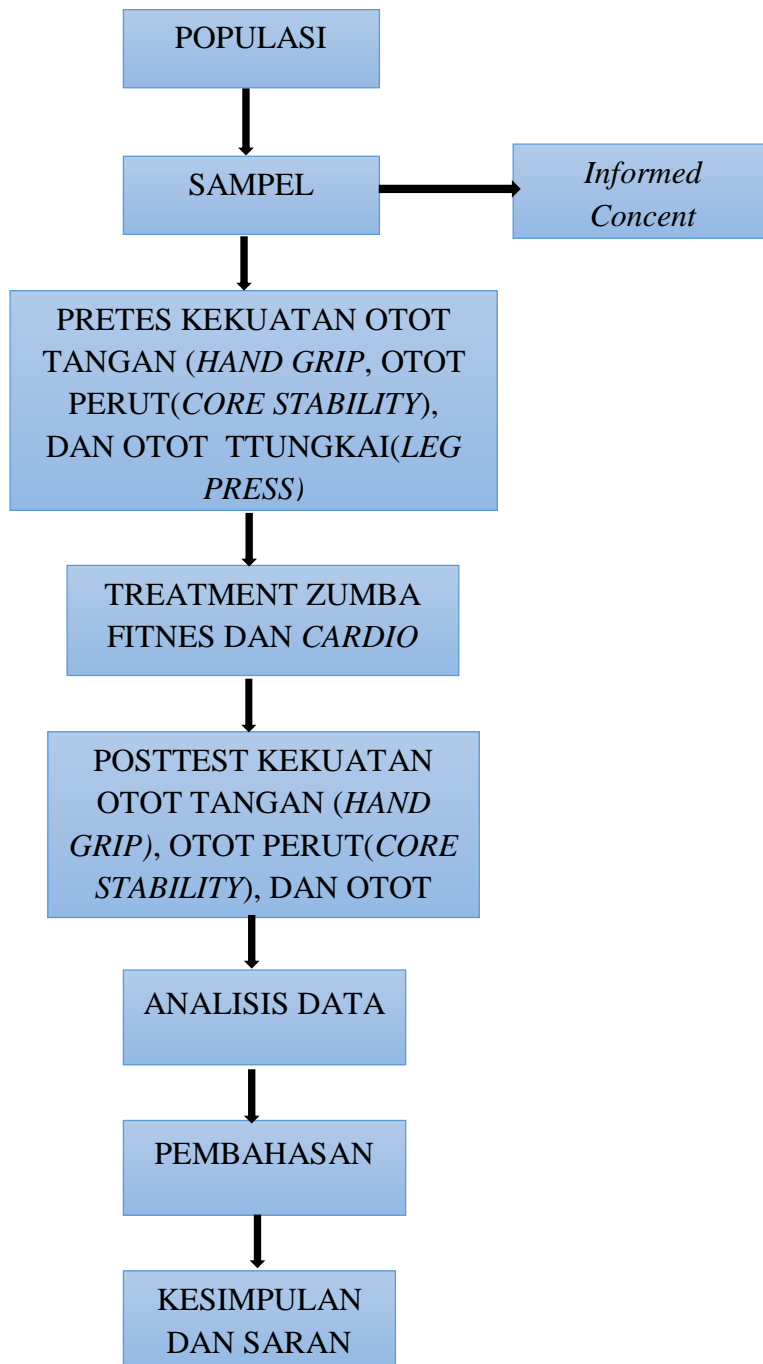 POPULASI
SAMPEL
Informed
Concent
PRETES KEKUATAN OTOT
TANGAN (HAND GRIP, OTOT
PERUT(CORE STABILITY),
DAN OTOT TTUNGKAI(LEG
PRESS)
TREATMENT ZUMBA
FITNES DAN CARDIO
POSTTEST KEKUATAN
OTOT TANGAN (HAND
GRIP), OTOT PERUT(CORE
STABILITY), DAN OTOT
ANALISIS DATA
PEMBAHASAN
KESIMPULAN
DAN SARAN